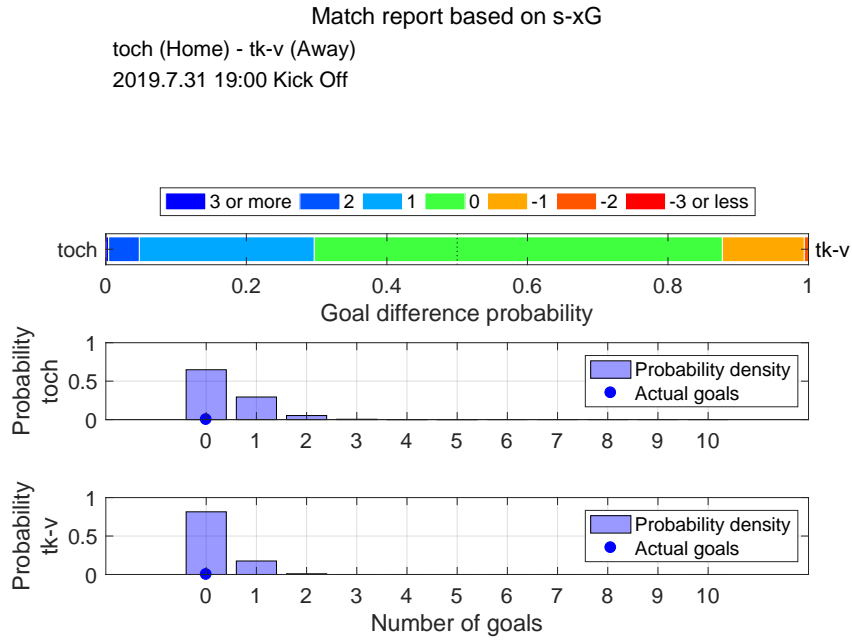 Match report based on s-xG
toch (Home) - tk-v (Away)
2019.7.31 19:00 Kick Off
3 or more 2 1 0 -1 -2 -3 or less
toch tk-v
0 0.2 0.4 0.6 0.8 1
Goal difference probability
Probability
toch
1
0.5
0
Probability density
Actual goals
0 1 2 3 4 5 6 7 8 9 10
Probability
tk-v
1
0.5
0
Probability density
Actual goals
0 1 2 3 4 5 6 7 8 9 10
Number of goals